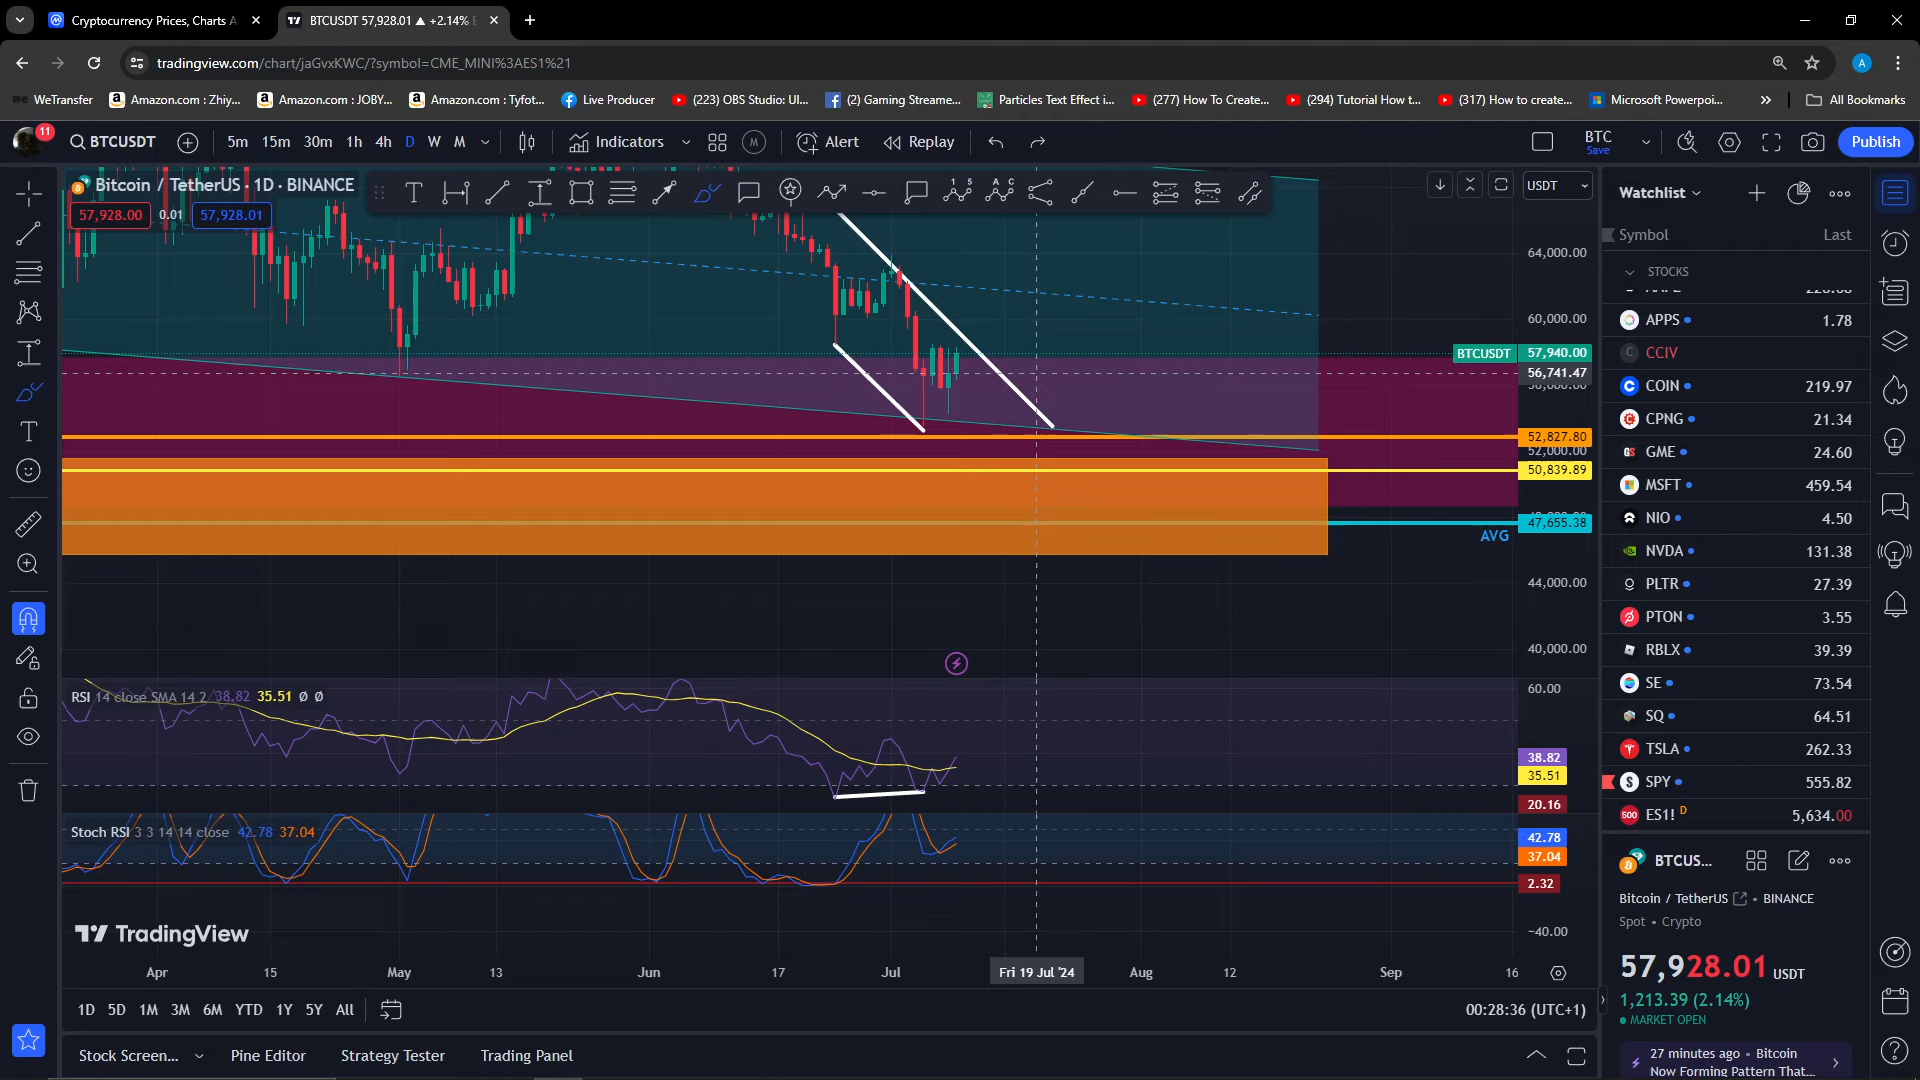 Cryptocurrency Prices, Charts A
BTCUSDT 57,928.01 ▲ +2.14%
tradingview.com/chart/jaGvxKWC/?symbol=CME_MINI%3AES1%21
A
WeTransfer
Amazon.com : Zhiy...
Amazon.com : JOBY...
Amazon.com : Tyfot...
Live Producer
(223) OBS Studio: Ul...
(2) Gaming Streame...
Particles Text Effect i...
(277) How To Create...
(294) Tutorial How t...
(317) How to create...
Microsoft Powerpoi...
All Bookmarks
11
BTCUSDT
5m 15m 30m 1h 4h D W M
Indicators
M
Alert
Replay
BTC
Save
Publish
Bitcoin / TetherUS · 1D · BINANCE
57,928.00 0.01 57,928.01
USDT
64,000.00
60,000.00
BTCUSDT 57,940.00
56,741.47
52,827.80
52,000.00
50,839.89
47,655.38
AVG
44,000.00
40,000.00
RSI 14 close SMA 14 2 38.82 35.51 Ø Ø
60.00
38.82
35.51
20.16
Stoch RSI 3 3 14 14 close 42.78 37.04
42.78
37.04
2.32
−40.00
TradingView
Apr 15 May 13 Jun 17 Jul Fri 19 Jul '24 Aug 12 Sep 16
1D 5D 1M 3M 6M YTD 1Y 5Y All
00:28:36 (UTC+1)
Stock Screen...
Pine Editor
Strategy Tester
Trading Panel
Watchlist
Symbol Last
STOCKS
APPS 1.78
CCIV
COIN 219.97
CPNG 21.34
GME 24.60
MSFT 459.54
NIO 4.50
NVDA 131.38
PLTR 27.39
PTON 3.55
RBLX 39.39
SE 73.54
SQ 64.51
TSLA 262.33
SPY 555.82
500 ES1! D 5,634.00
BTCUS...
Bitcoin / TetherUS • BINANCE
Spot • Crypto
57,928.01 USDT
1,213.39 (2.14%)
MARKET OPEN
27 minutes ago • Bitcoin
Now Forming Pattern That...